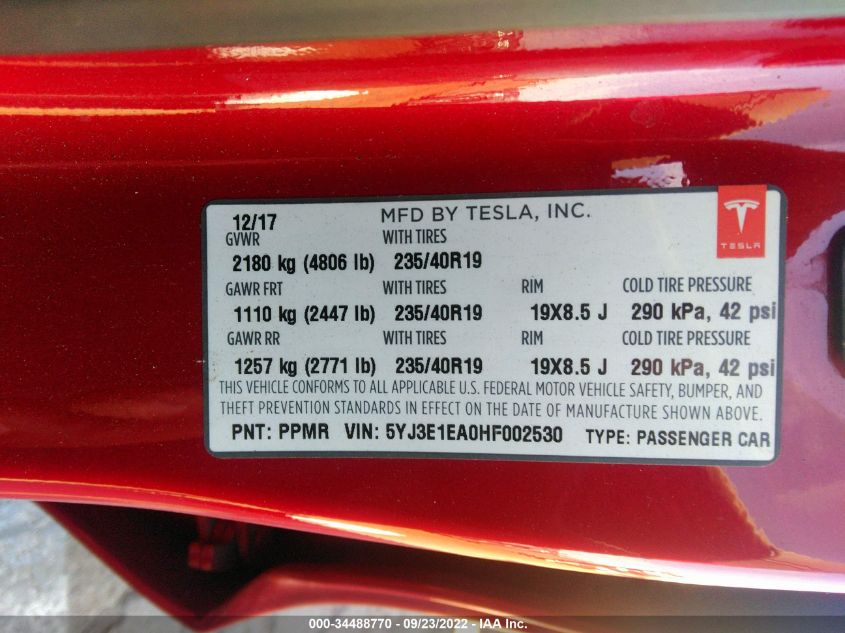 12/17 MFD BY TESLA, INC.
TESLA
GVWR WITH TIRES
2180 kg (4806 lb) 235/40R19
GAWR FRT WITH TIRES RIM COLD TIRE PRESSURE
1110 kg (2447 lb) 235/40R19 19X8.5 J 290 kPa, 42 psi
GAWR RR WITH TIRES RIM COLD TIRE PRESSURE
1257 kg (2771 lb) 235/40R19 19X8.5 J 290 kPa, 42 psi
THIS VEHICLE CONFORMS TO ALL APPLICABLE U.S. FEDERAL MOTOR VEHICLE SAFETY, BUMPER, AND
THEFT PREVENTION STANDARDS IN EFFECT ON THE DATE OF MANUFACTURE SHOWN ABOVE.
PNT: PPMR VIN: 5YJ3E1EA0HF002530 TYPE: PASSENGER CAR
000-34488770 - 09/23/2022 - IAA Inc.